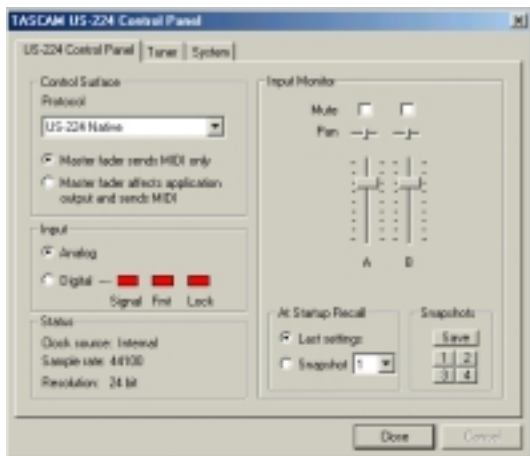 TASCAM US-224 Control Panel
US-224 Control Panel Tuner System
Control Surface
Protocol
US-224 Native
Master fader sends MIDI only
Master fader affects application
output and sends MIDI
Input
Analog
Digital
Signal Fmt Lock
Status
Clock source: Internal
Sample rate: 44100
Resolution: 24 bit
Input Monitor
Mute
Pan
A B
At Startup Recall
Last settings
Snapshot 1
Snapshots
Save
1 2
3 4
Close Cancel